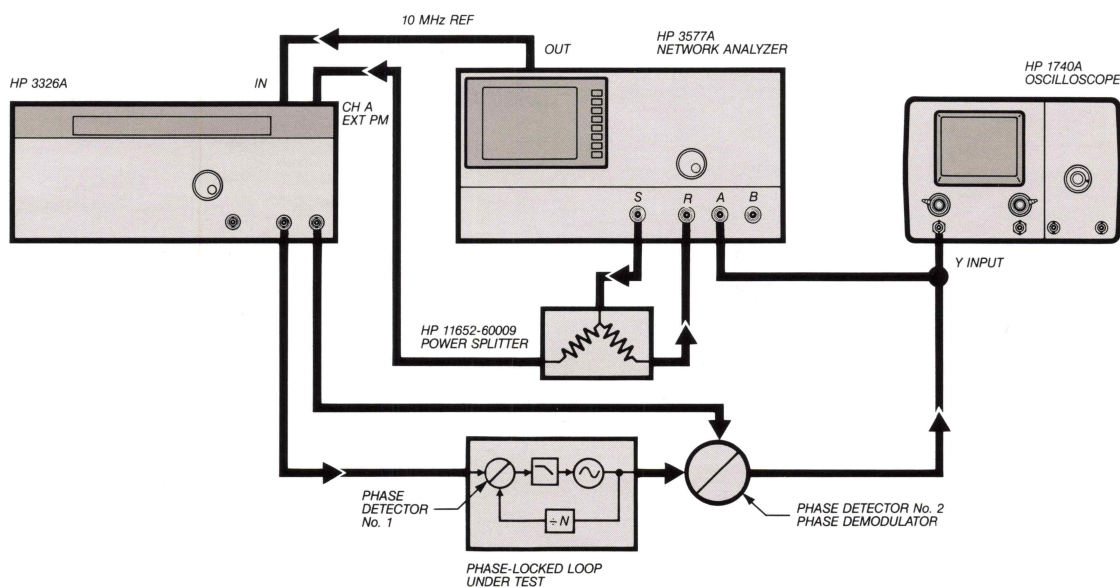 10 MHz REF
HP 3326A
IN
CH A
EXT PM
OUT
HP 3577A
NETWORK ANALYZER
HP 1740A
OSCILLOSCOPE
S
R
A
B
Y INPUT
HP 11652-60009
POWER SPLITTER
÷ N
PHASE
DETECTOR
No. 1
PHASE DETECTOR No. 2
PHASE DEMODULATOR
PHASE-LOCKED LOOP
UNDER TEST